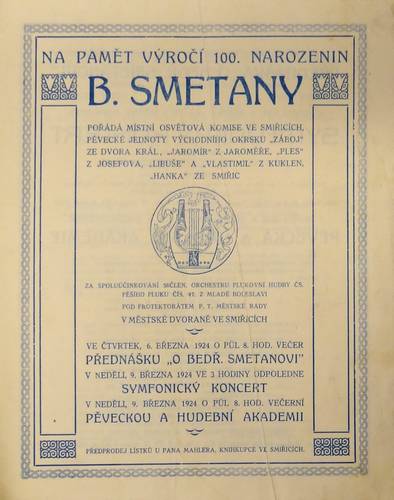 NA PAMĚT VÝROČÍ 100. NAROZENIN
B. SMETANY
POŘÁDÁ MÍSTNÍ OSVĚTOVÁ KOMISE VE SMIŘICÍCH,
PĚVECKÉ JEDNOTY VÝCHODNÍHO OKRSKU „ZÁBOJ“
ZE DVORA KRÁL., „JAROMÍR“ Z JAROMĚŘE, „PLES“
Z JOSEFOVA, „LIBUŠE“ A „VLASTIMIL“ Z KUKLEN,
„HANKA“ ZE SMIŘIC
ZA SPOLUÚČINKOVÁNÍ ORCHESTRU PLUKOVNÍ HUDBY ČS.
PĚŠÍHO PLUKU ČÍS. Z MLADÉ BOLESLAVI
POD PROTEKTORÁTEM P. T. MĚSTSKÉ RADY
V MĚSTSKÉ DVORANĚ VE SMIŘICÍCH
VE ČTVRTEK, 6. BŘEZNA 1924 O PŮL 8. HOD. VEČER
PŘEDNÁŠKU „O BEDŘ. SMETANOVI“
V NEDĚLI, 9. BŘEZNA 1924 VE 3 HODINY ODPOLEDNE
SYMFONICKÝ KONCERT
V NEDĚLI, 9. BŘEZNA 1924 O PŮL 8. HOD. VEČERNÍ
PĚVECKOU A HUDEBNÍ AKADEMII
PŘEDPRODEJ LÍSTKŮ U PANA MAHLERA, KNIHKUPCE VE SMIŘICÍCH.